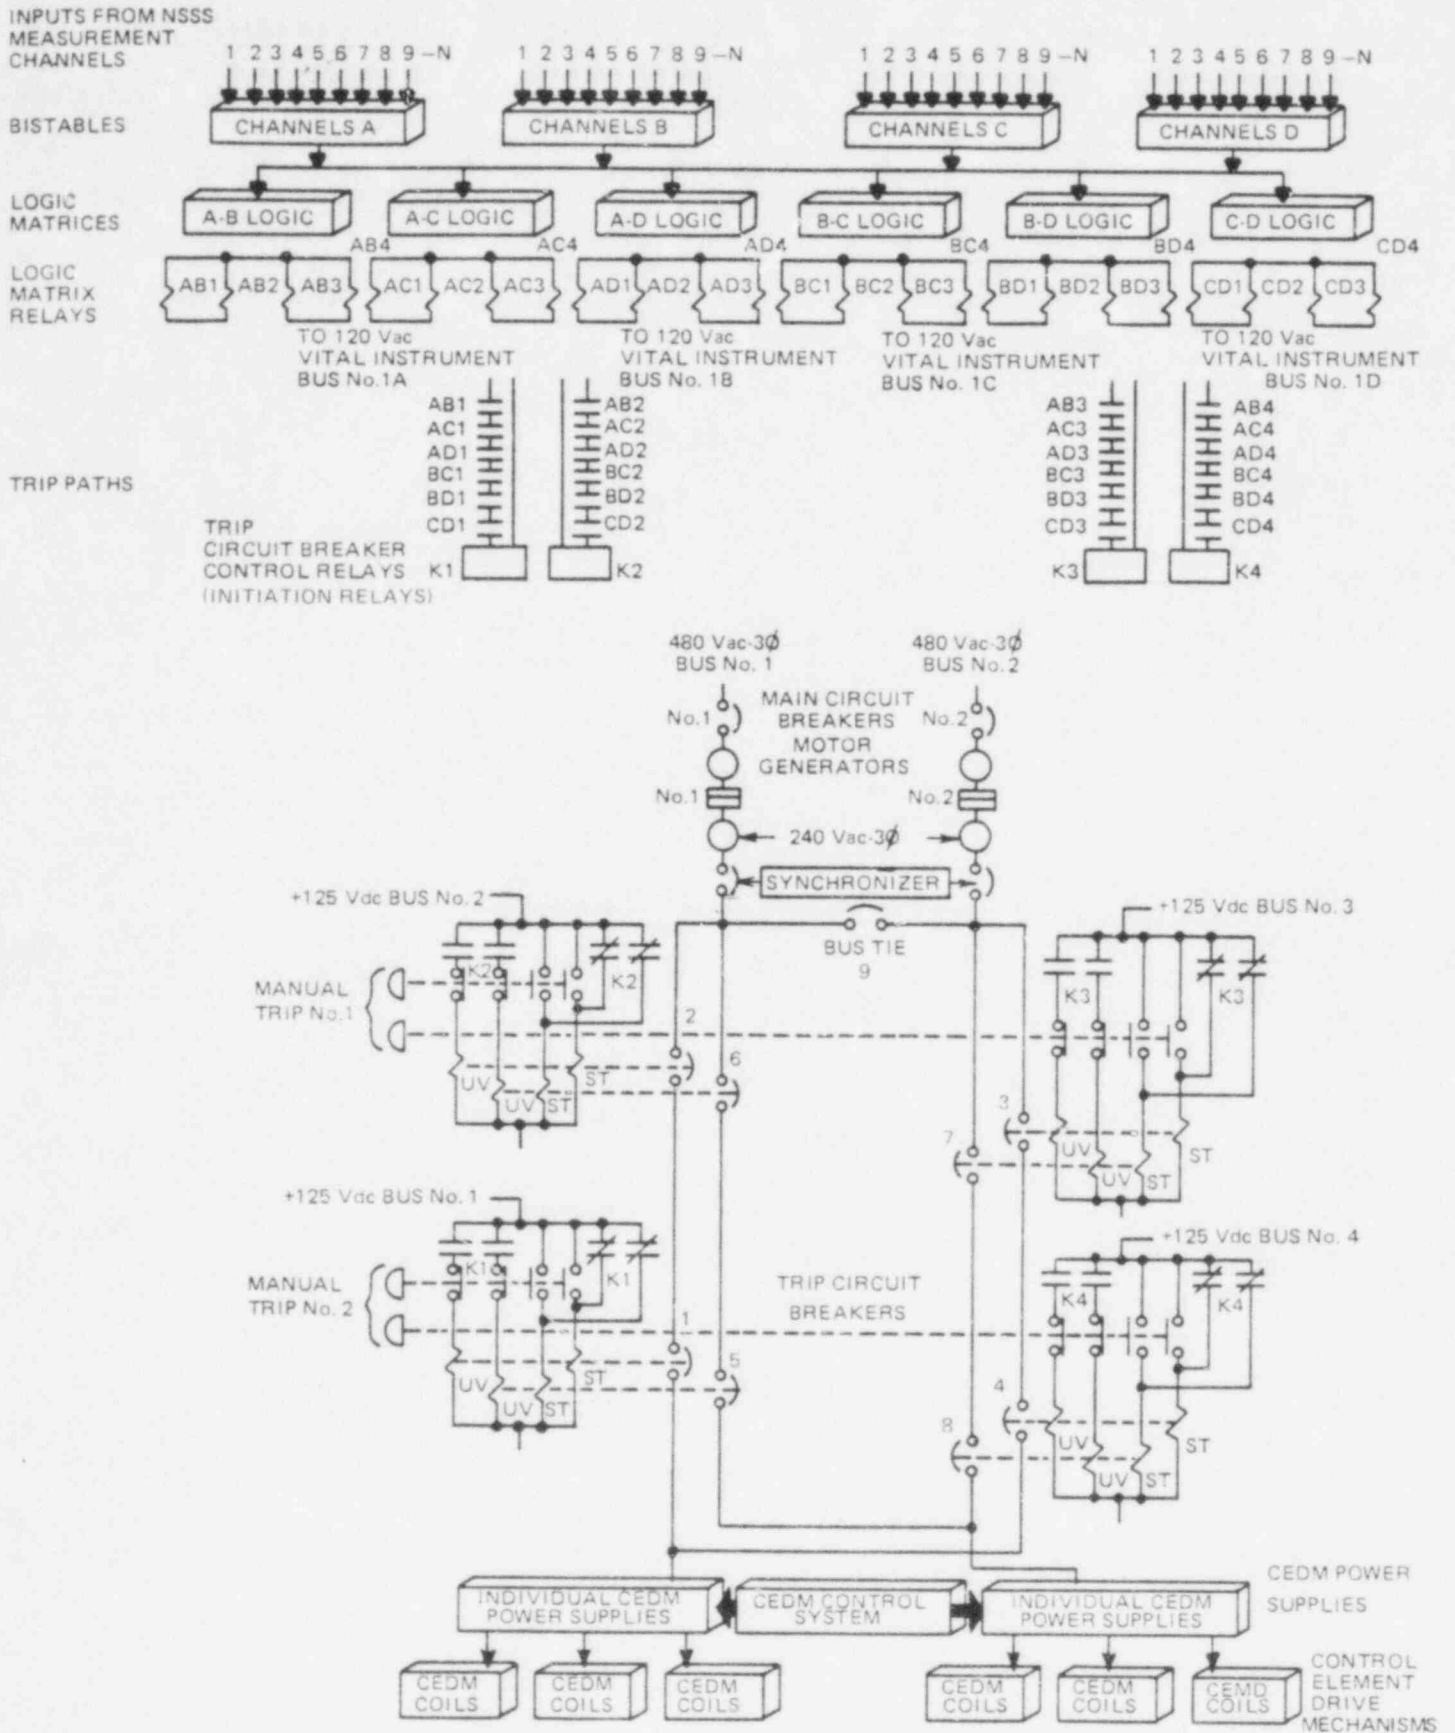 INPUTS FROM NSSS
MEASUREMENT
CHANNELS
1 2 3 4 5 6 7 8 9 –N
1 2 3 4 5 6 7 8 9 –N
1 2 3 4 5 6 7 8 9 –N
1 2 3 4 5 6 7 8 9 –N
BISTABLES
CHANNELS A
CHANNELS B
CHANNELS C
CHANNELS D
LOGIC
MATRICES
A-B LOGIC
A-C LOGIC
A-D LOGIC
B-C LOGIC
B-D LOGIC
C-D LOGIC
LOGIC
MATRIX
RELAYS
AB1 AB2 AB3 AB4
AC1 AC2 AC3 AC4
AD1 AD2 AD3 AD4
BC1 BC2 BC3 BC4
BD1 BD2 BD3 BD4
CD1 CD2 CD3 CD4
TO 120 Vac
VITAL INSTRUMENT
BUS No.1A
TO 120 Vac
VITAL INSTRUMENT
BUS No. 1B
TO 120 Vac
VITAL INSTRUMENT
BUS No. 1C
TO 120 Vac
VITAL INSTRUMENT
BUS No. 1D
TRIP PATHS
AB1
AC1
AD1
BC1
BD1
CD1
AB2
AC2
AD2
BC2
BD2
CD2
AB3
AC3
AD3
BC3
BD3
CD3
AB4
AC4
AD4
BC4
BD4
CD4
TRIP
CIRCUIT BREAKER
CONTROL RELAYS
(INITIATION RELAYS)
K1
K2
K3
K4
480 Vac-3Ø
BUS No. 1
480 Vac-3Ø
BUS No.2
No.1
MAIN CIRCUIT
BREAKERS
No.2
MOTOR
GENERATORS
No.1
No.2
240 Vac-3Ø
SYNCHRONIZER
BUS TIE
9
+125 Vdc BUS No. 2
K2
K2
MANUAL
TRIP No.1
2
6
UV
UV
ST
ST
+125 Vdc BUS No. 3
K3
K3
3
7
UV
UV
ST
ST
+125 Vdc BUS No. 1
K1
K1
MANUAL
TRIP No. 2
1
5
UV
UV
ST
ST
TRIP CIRCUIT
BREAKERS
+125 Vdc BUS No. 4
K4
K4
4
8
UV
UV
ST
ST
INDIVIDUAL CEDM
POWER SUPPLIES
CEDM CONTROL
SYSTEM
INDIVIDUAL CEDM
POWER SUPPLIES
CEDM POWER
SUPPLIES
CEDM
COILS
CEDM
COILS
CEDM
COILS
CEDM
COILS
CEDM
COILS
CEMD
COILS
CONTROL
ELEMENT
DRIVE
MECHANISMS